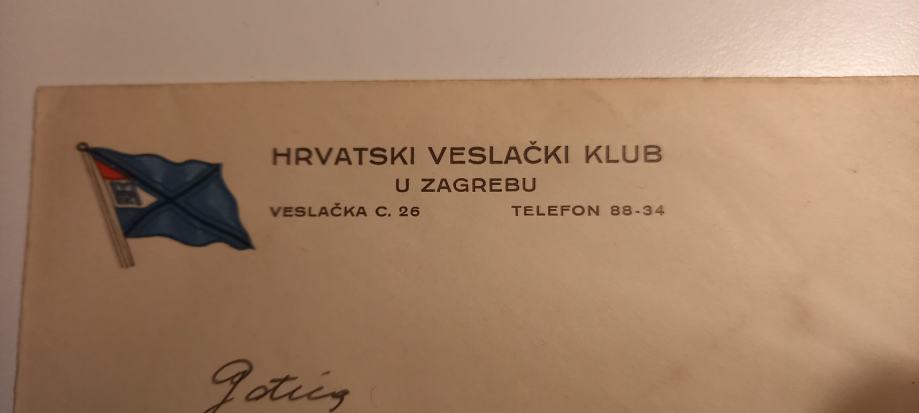 HRVATSKI VESLAČKI KLUB
U ZAGREBU
VESLAČKA C. 26 TELEFON 88-34